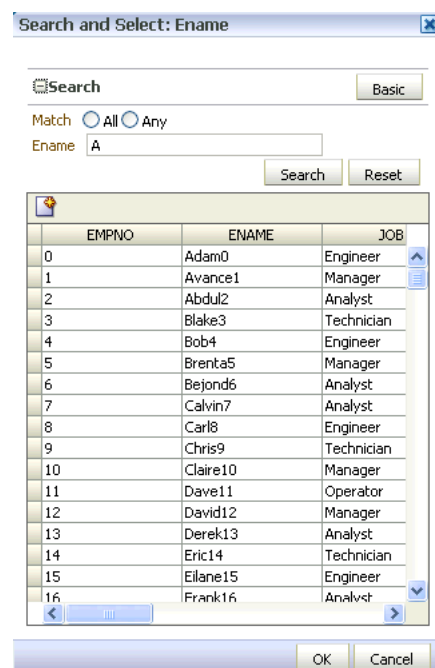 Search and Select: Ename
Search
Basic
Match All Any
Ename A
Search Reset
EMPNO ENAME JOB
0 Adam0 Engineer
1 Avance1 Manager
2 Abdul2 Analyst
3 Blake3 Technician
4 Bob4 Engineer
5 Brenta5 Manager
6 Bejond6 Analyst
7 Calvin7 Analyst
8 Carl8 Engineer
9 Chris9 Technician
10 Claire10 Manager
11 Dave11 Operator
12 David12 Manager
13 Derek13 Analyst
14 Eric14 Technician
15 Eilane15 Engineer
16 Frank16 Analyst
OK Cancel